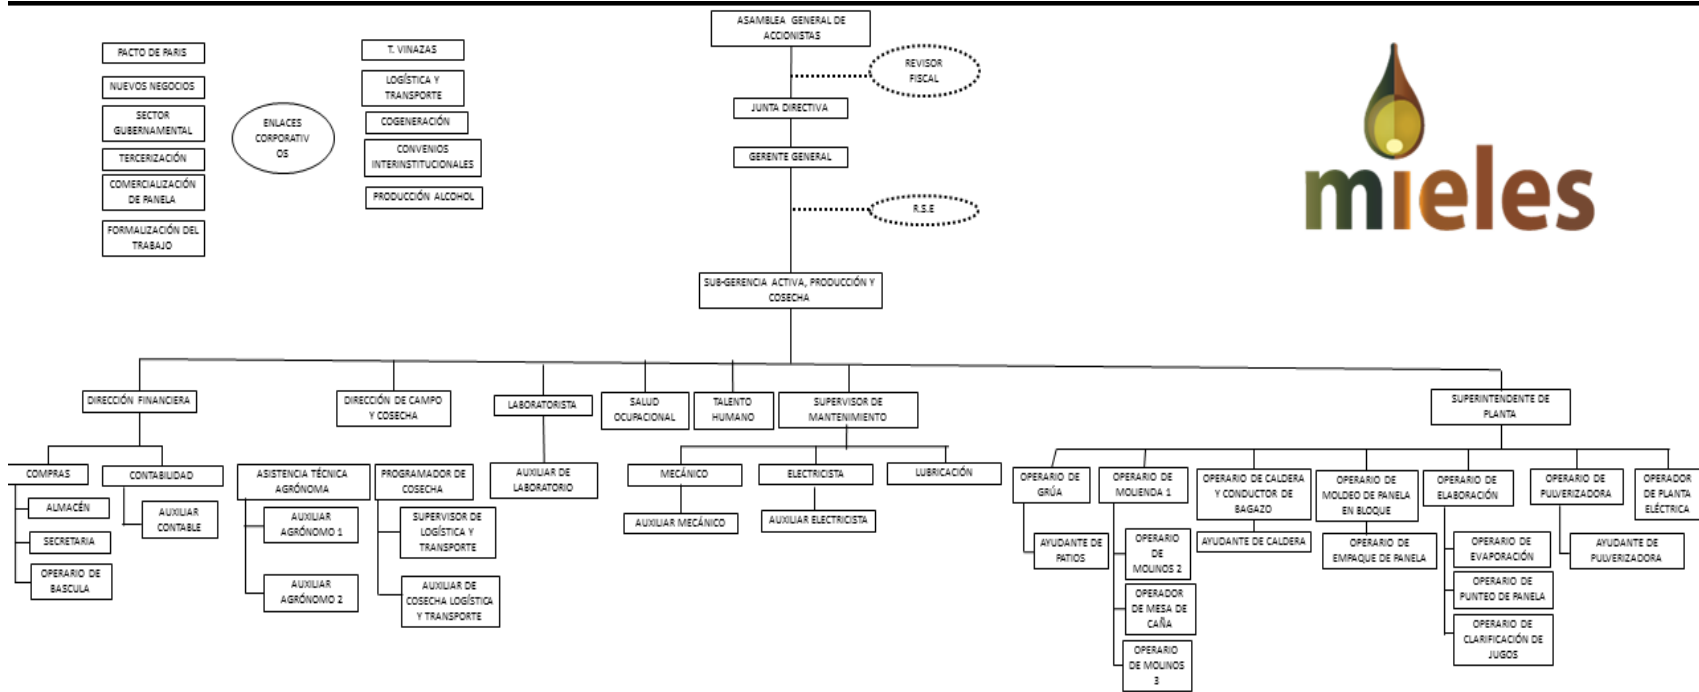 ASAMBLEA GENERAL DE
ACCIONISTAS
REVISOR
FISCAL
JUNTA DIRECTIVA
GERENTE GENERAL
R.S.E
SUB-GERENCIA ACTIVA, PRODUCCIÓN Y
COSECHA
PACTO DE PARIS
NUEVOS NEGOCIOS
SECTOR
GUBERNAMENTAL
TERCERIZACIÓN
COMERCIALIZACIÓN
DE PANELA
FORMALIZACIÓN DEL
TRABAJO
ENLACES
CORPORATIV
OS
T. VINAZAS
LOGÍSTICA Y
TRANSPORTE
COGENERACIÓN
CONVENIOS
INTERINSTITUCIONALES
PRODUCCIÓN ALCOHOL
mieles
DIRECCIÓN FINANCIERA
DIRECCIÓN DE CAMPO
Y COSECHA
LABORATORISTA
SALUD
OCUPACIONAL
TALENTO
HUMANO
SUPERVISOR DE
MANTENIMIENTO
SUPERINTENDENTE DE
PLANTA
COMPRAS
ALMACÉN
SECRETARIA
OPERARIO DE
BASCULA
CONTABILIDAD
AUXILIAR
CONTABLE
ASISTENCIA TÉCNICA
AGRÓNOMA
AUXILIAR
AGRÓNOMO 1
AUXILIAR
AGRÓNOMO 2
PROGRAMADOR DE
COSECHA
SUPERVISOR DE
LOGÍSTICA Y
TRANSPORTE
AUXILIAR DE
COSECHA LOGÍSTICA
Y TRANSPORTE
AUXILIAR DE
LABORATORIO
MECÁNICO
AUXILIAR MECÁNICO
ELECTRICISTA
AUXILIAR ELECTRICISTA
LUBRICACIÓN
OPERARIO DE
GRÚA
AYUDANTE DE
PATIOS
OPERARIO DE
MOLIENDA 1
OPERARIO
DE
MOLINOS 2
OPERADOR
DE MESA DE
CAÑA
OPERARIO
DE MOLINOS
3
OPERARIO DE CALDERA
Y CONDUCTOR DE
BAGAZO
AYUDANTE DE CALDERA
OPERARIO DE
MOLDEO DE PANELA
EN BLOQUE
OPERARIO DE
EMPAQUE DE PANELA
OPERARIO DE
ELABORACIÓN
OPERARIO DE
EVAPORACIÓN
OPERARIO DE
PUNTEO DE PANELA
OPERARIO DE
CLARIFICACIÓN DE
JUGOS
OPERARIO DE
PULVERIZADORA
AYUDANTE DE
PULVERIZADORA
OPERADOR
DE PLANTA
ELÉCTRICA